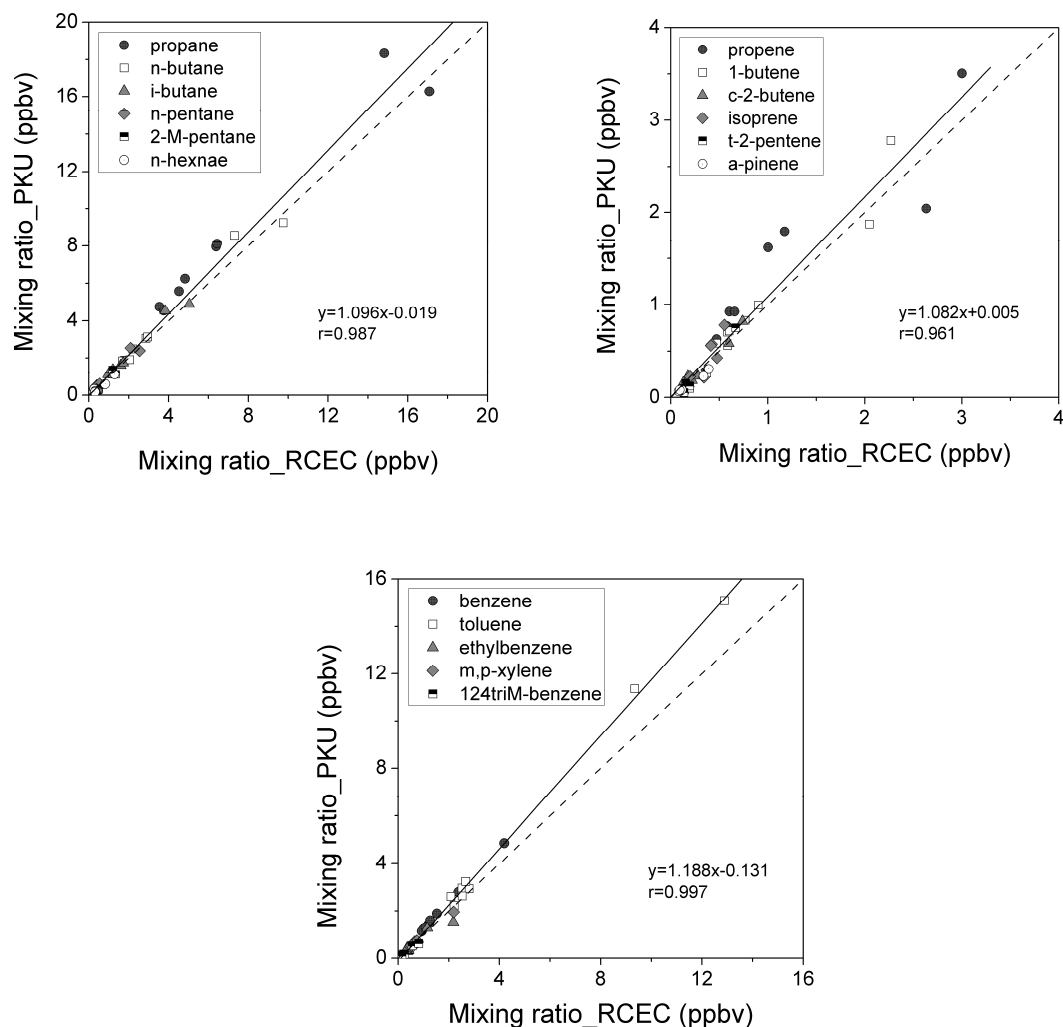 20
16
12
8
4
0
Mixing ratio_PKU (ppbv)
propane
n-butane
i-butane
n-pentane
2-M-pentane
n-hexnae
y=1.096x-0.019
r=0.987
0 4 8 12 16 20
Mixing ratio_RCEC (ppbv)
4
3
2
1
0
Mixing ratio_PKU (ppbv)
propene
1-butene
c-2-butene
isoprene
t-2-pentene
a-pinene
y=1.082x+0.005
r=0.961
0 1 2 3 4
Mixing ratio_RCEC (ppbv)
16
12
8
4
0
Mixing ratio_PKU (ppbv)
benzene
toluene
ethylbenzene
m,p-xylene
124triM-benzene
y=1.188x-0.131
r=0.997
0 4 8 12 16
Mixing ratio_RCEC (ppbv)